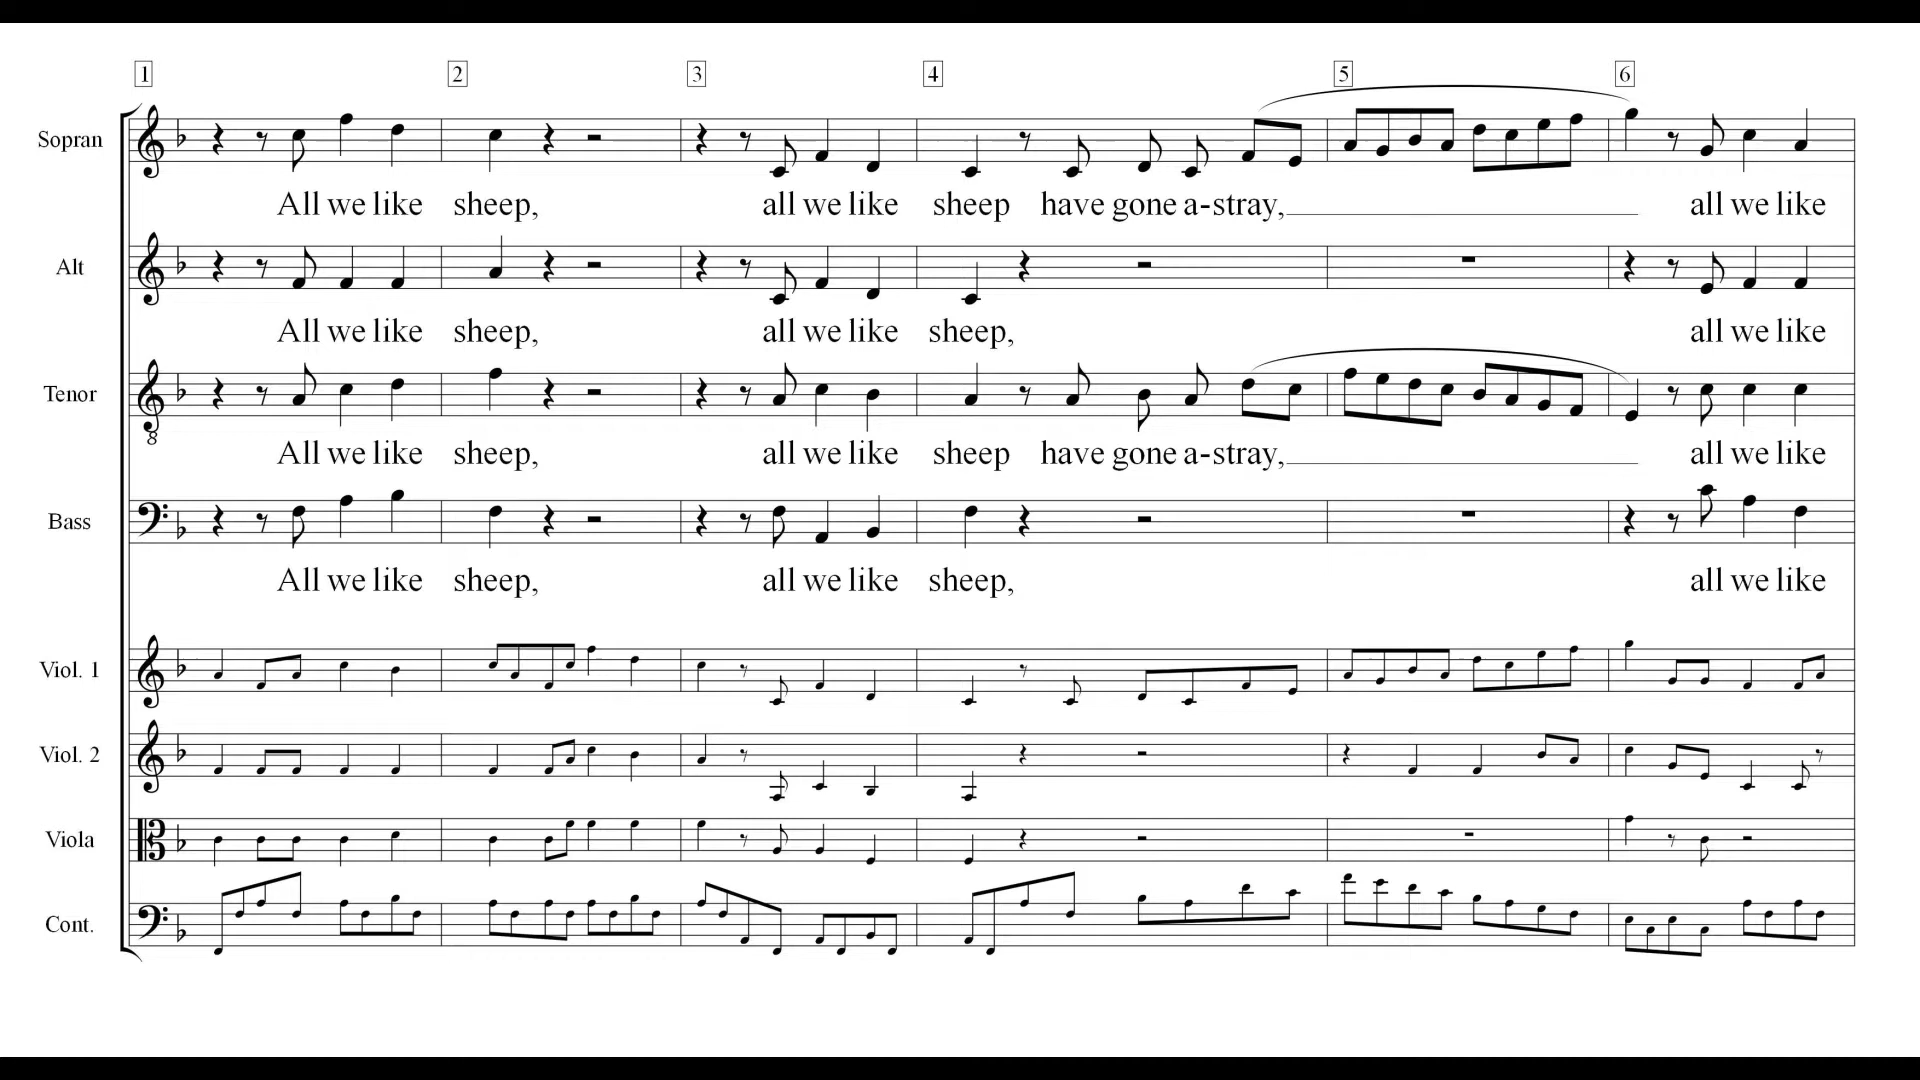 1 2 3 4 5 6
Sopran
All we like sheep, all we like sheep have gone a-stray, all we like
Alt
All we like sheep, all we like sheep, all we like
Tenor
8
All we like sheep, all we like sheep have gone a-stray, all we like
Bass
All we like sheep, all we like sheep, all we like
Viol. 1
Viol. 2
Viola
Cont.